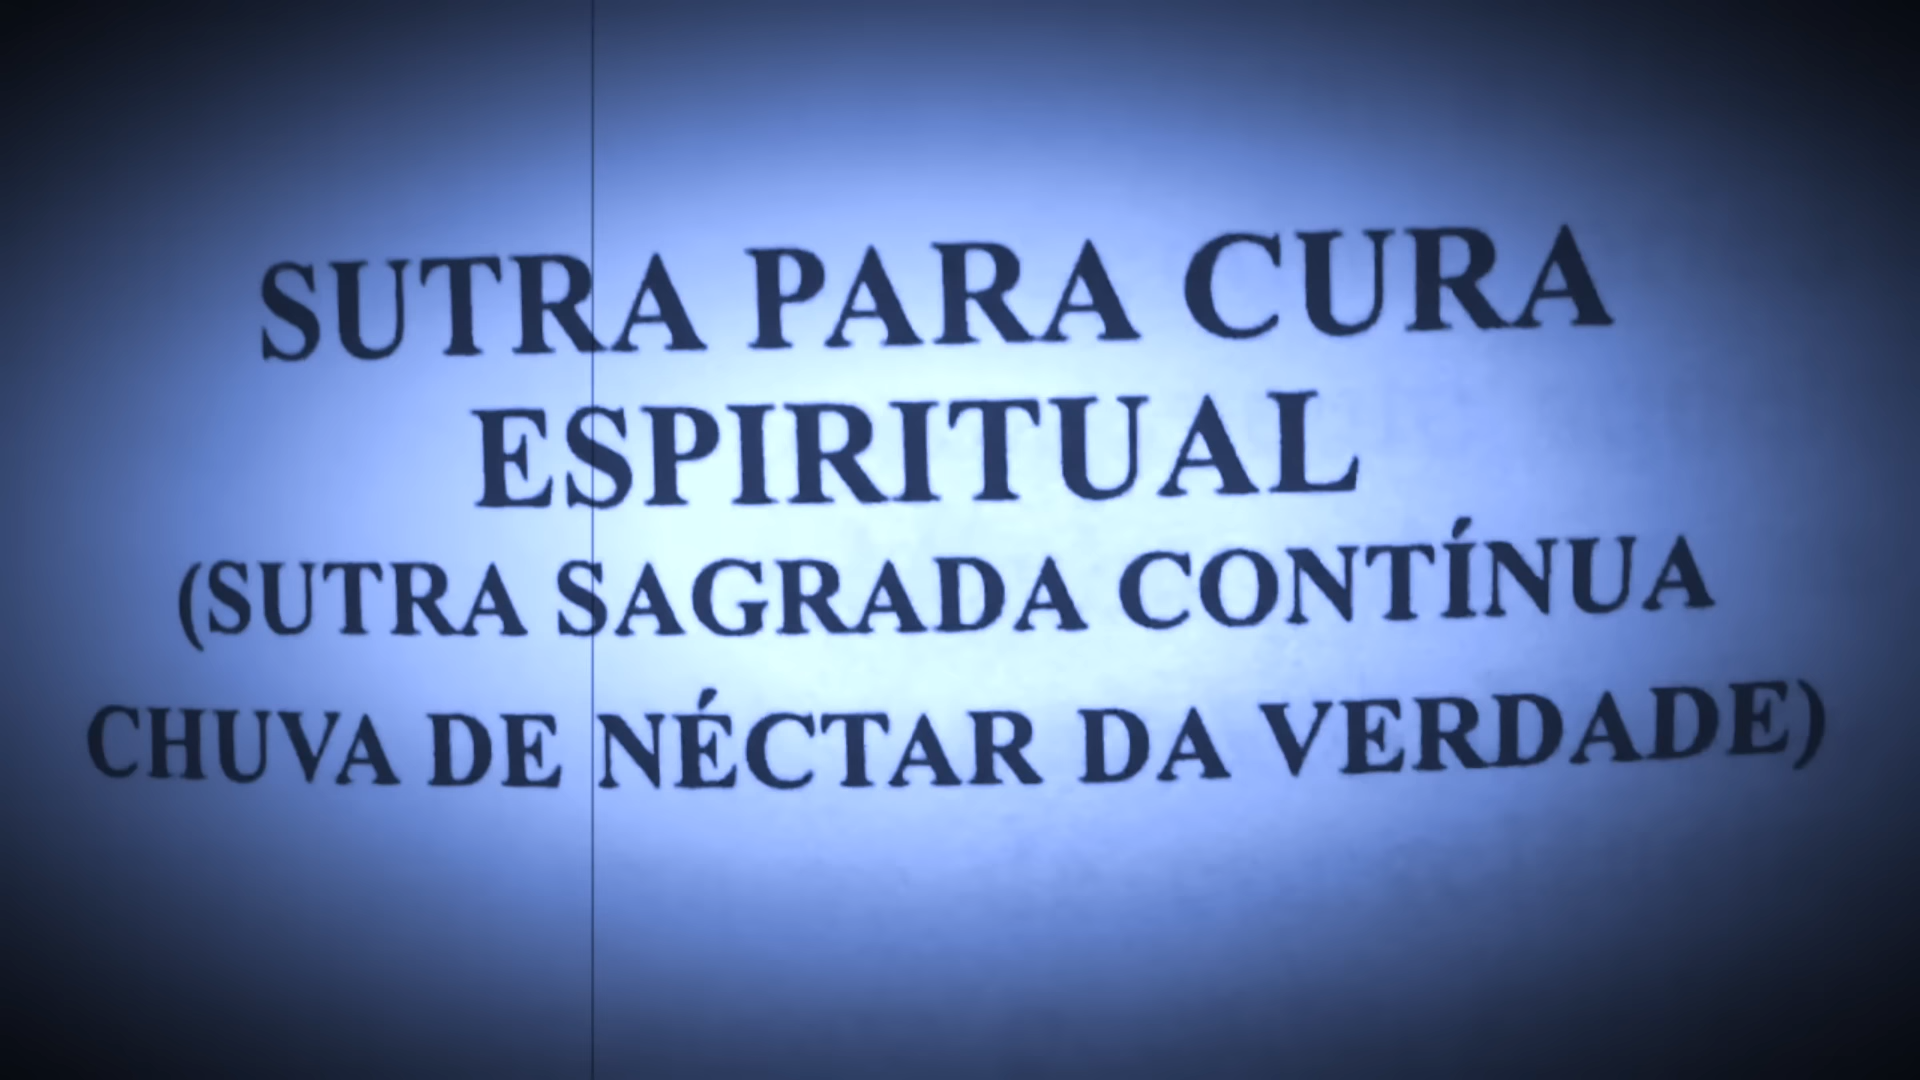 SUTRA PARA CURA
ESPIRITUAL
(SUTRA SAGRADA CONTÍNUA
CHUVA DE NÉCTAR DA VERDADE)